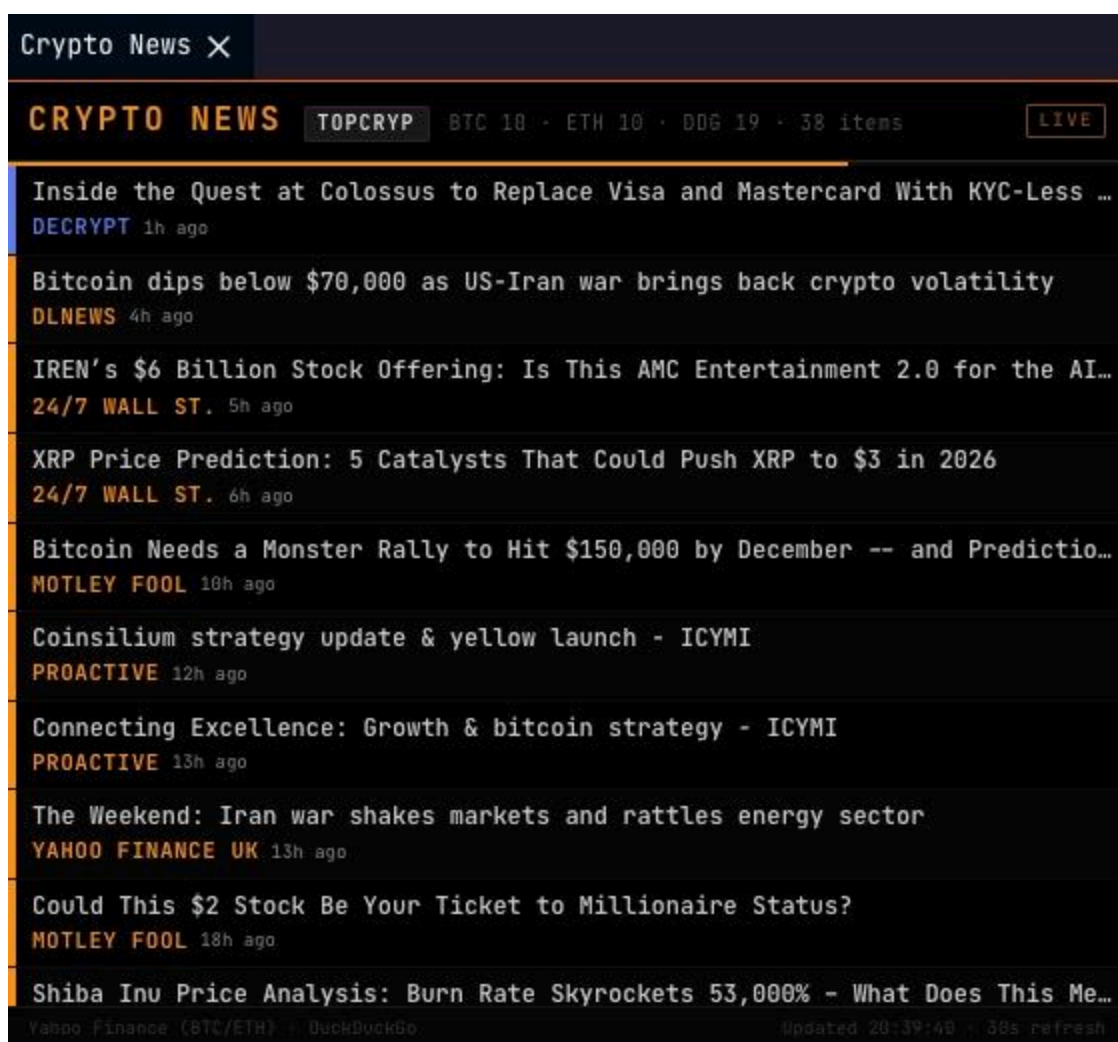 Crypto News ×
CRYPTO NEWS TOPCRYP BTC 10 · ETH 10 · DDG 19 · 38 items LIVE
Inside the Quest at Colossus to Replace Visa and Mastercard With KYC-Less …
DECRYPT 1h ago
Bitcoin dips below $70,000 as US-Iran war brings back crypto volatility
DLNEWS 4h ago
IREN’s $6 Billion Stock Offering: Is This AMC Entertainment 2.0 for the AI…
24/7 WALL ST. 5h ago
XRP Price Prediction: 5 Catalysts That Could Push XRP to $3 in 2026
24/7 WALL ST. 6h ago
Bitcoin Needs a Monster Rally to Hit $150,000 by December -- and Predictio…
MOTLEY FOOL 10h ago
Coinsilium strategy update & yellow launch - ICYMI
PROACTIVE 12h ago
Connecting Excellence: Growth & bitcoin strategy - ICYMI
PROACTIVE 13h ago
The Weekend: Iran war shakes markets and rattles energy sector
YAHOO FINANCE UK 13h ago
Could This $2 Stock Be Your Ticket to Millionaire Status?
MOTLEY FOOL 18h ago
Shiba Inu Price Analysis: Burn Rate Skyrockets 53,000% – What Does This Me…
Yahoo Finance (BTC/ETH) · DuckDuckGo Updated 20:39:40 · 30s refresh